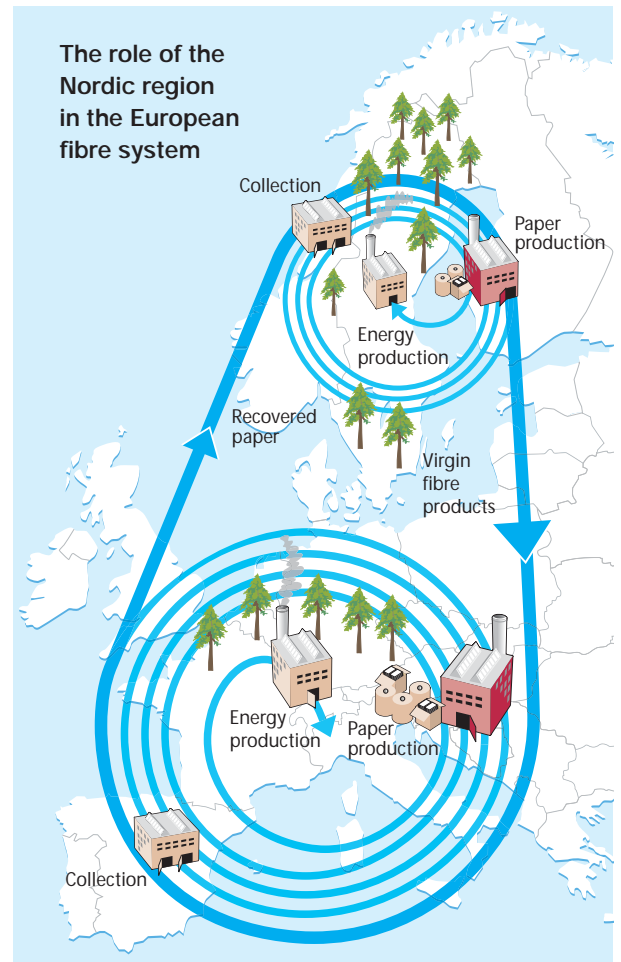 The role of the
Nordic region
in the European
fibre system
Collection
Paper
production
Energy
production
Recovered
paper
Virgin
fibre
products
Energy
production
Paper
production
Collection